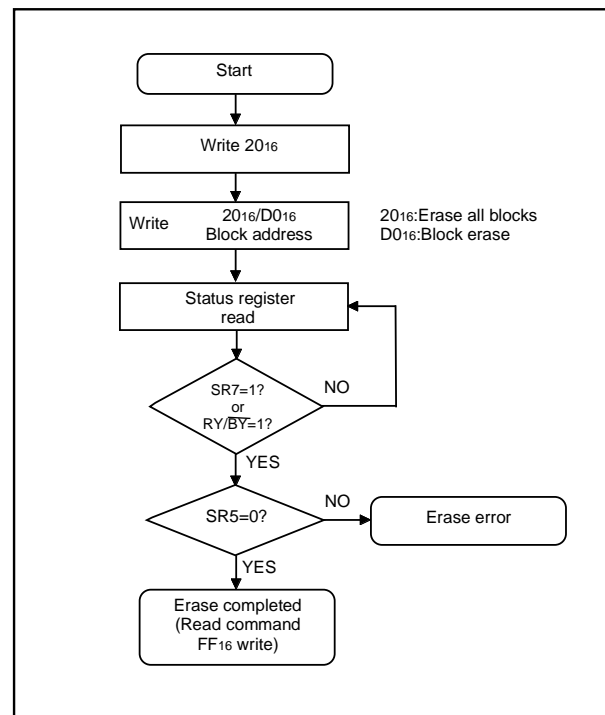 Start
Write 20₁₆
Write 20₁₆/D0₁₆
Block address
20₁₆:Erase all blocks
D0₁₆:Block erase
Status register
read
SR7=1?
or
RY/B̅Y̅=1?
NO
YES
SR5=0?
NO
Erase error
YES
Erase completed
(Read command
FF₁₆ write)